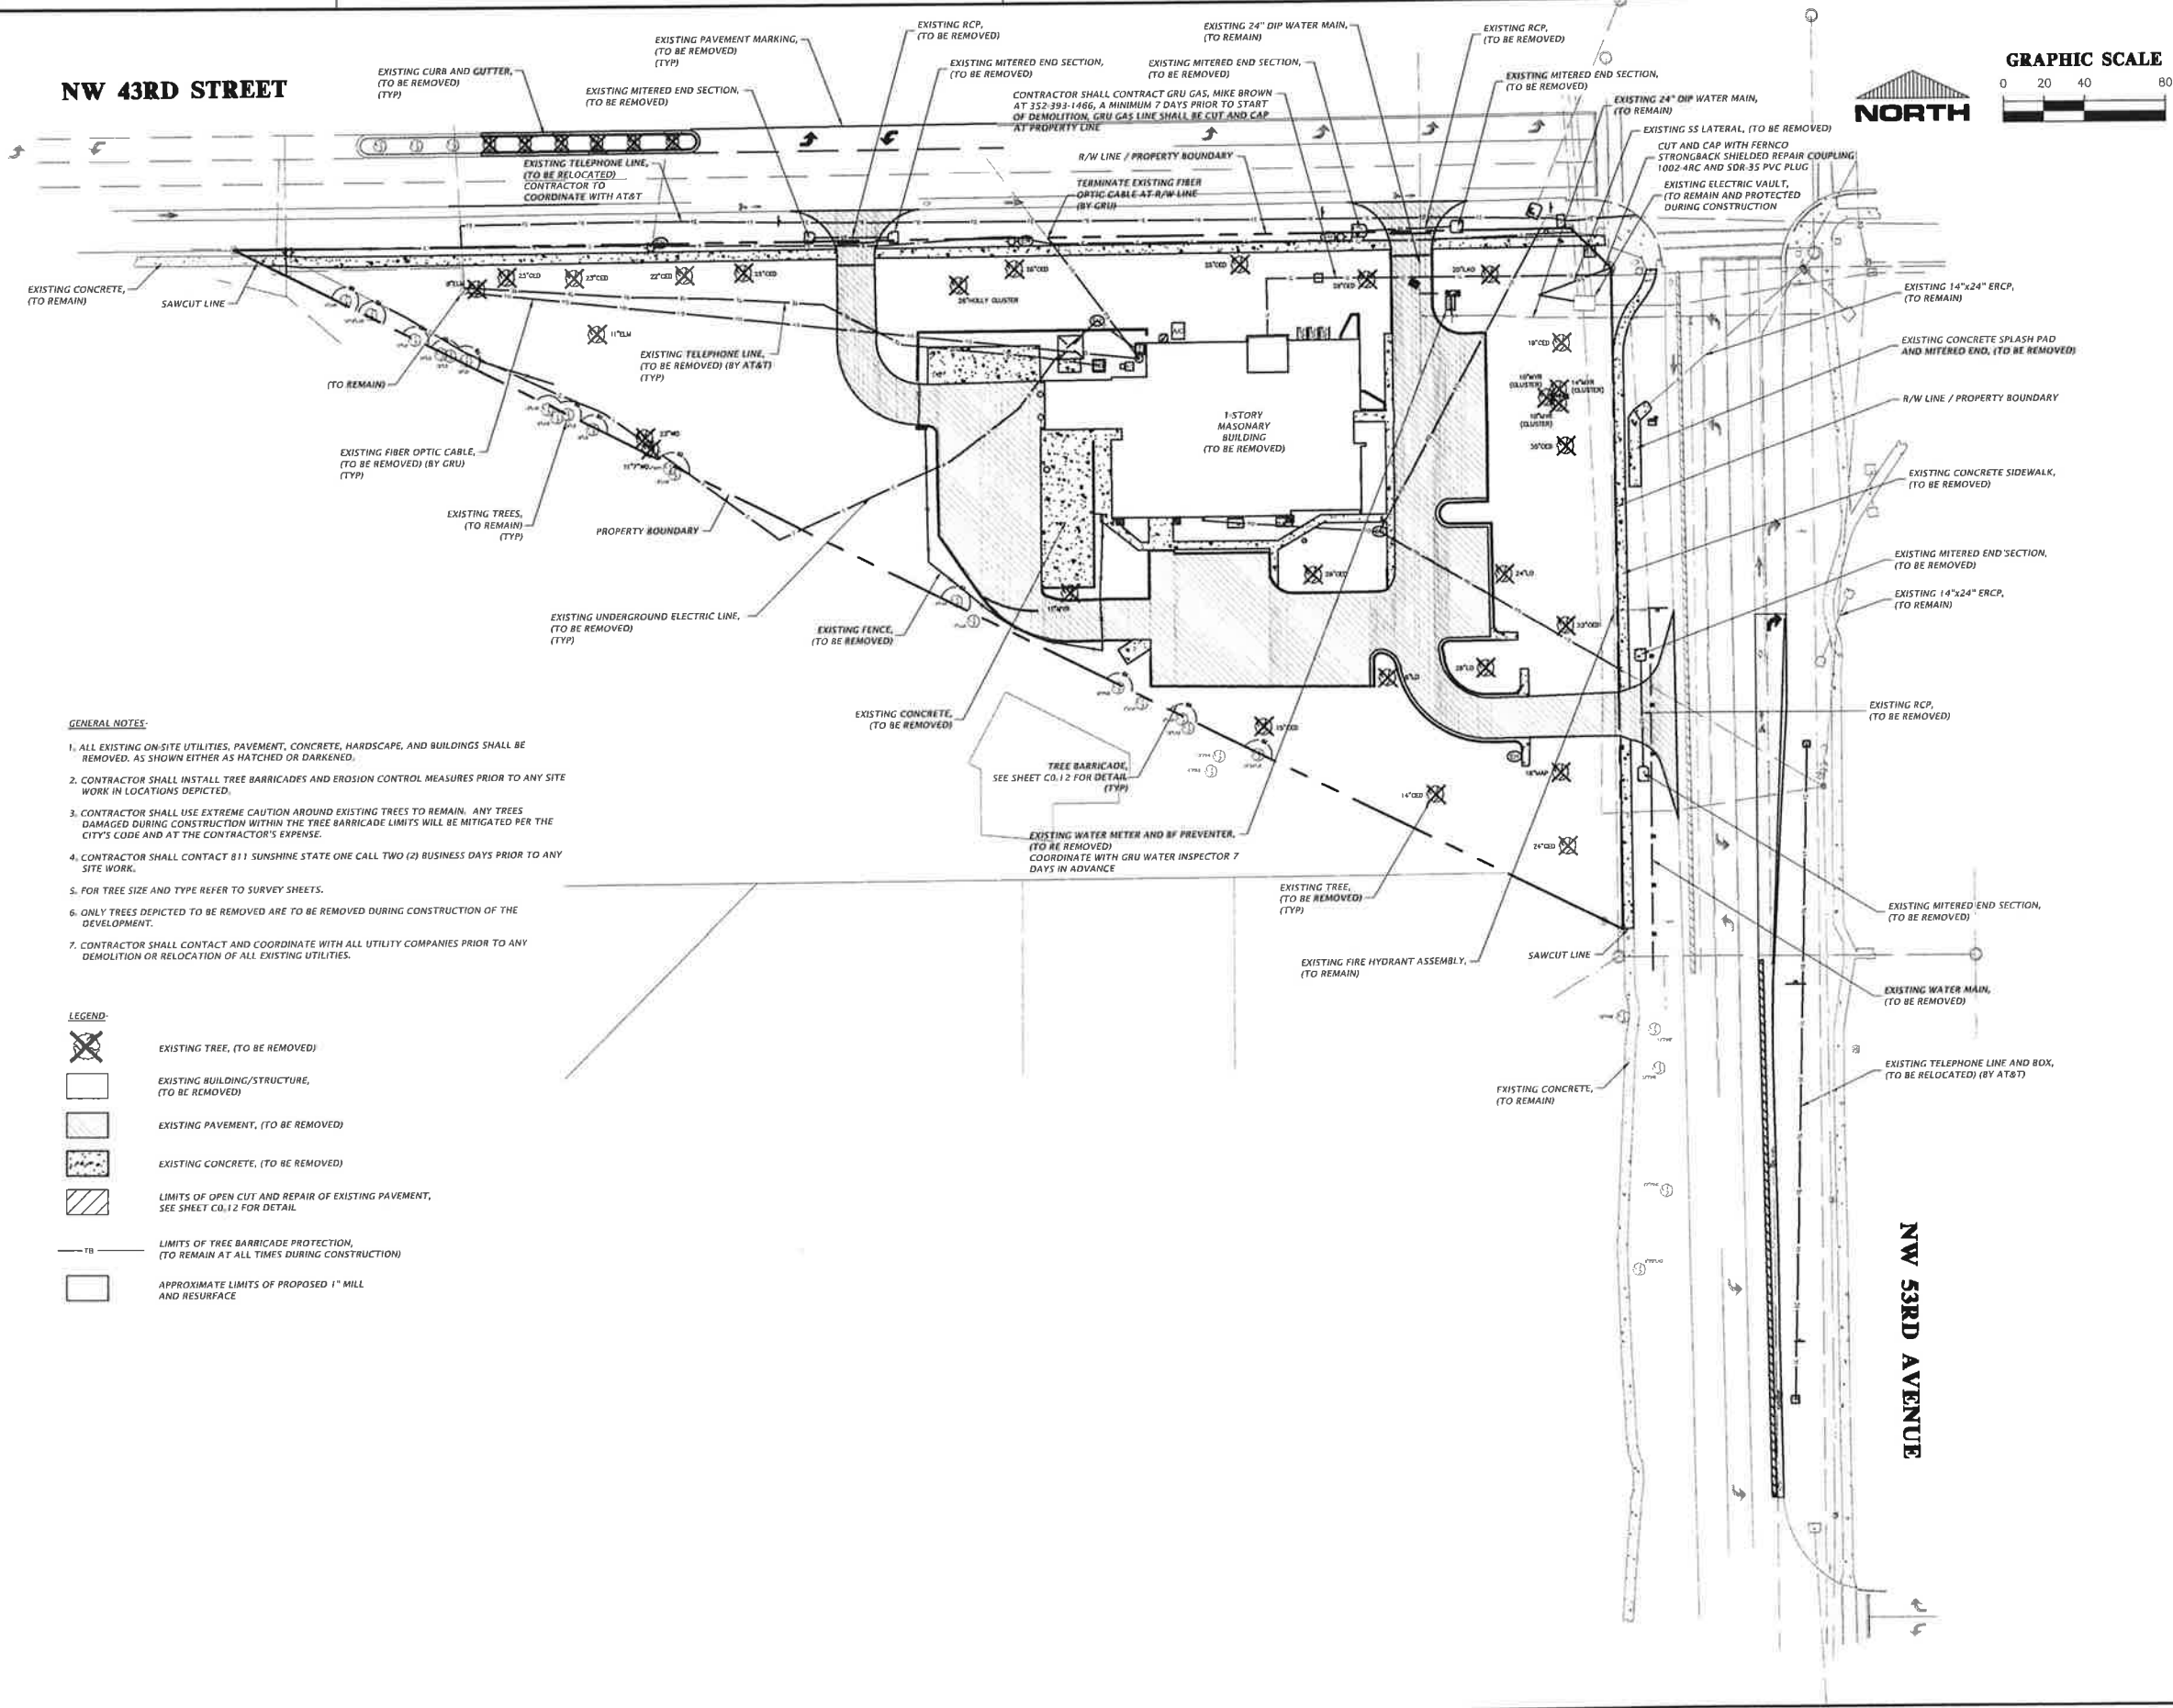 NW 43RD STREET
EXISTING CURB AND GUTTER,
(TO BE REMOVED)
(TYP)
EXISTING PAVEMENT MARKING,
(TO BE REMOVED)
(TYP)
EXISTING MITERED END SECTION,
(TO BE REMOVED)
EXISTING RCP,
(TO BE REMOVED)
EXISTING MITERED END SECTION,
(TO BE REMOVED)
EXISTING 24" DIP WATER MAIN,
(TO REMAIN)
EXISTING MITERED END SECTION,
(TO BE REMOVED)
CONTRACTOR SHALL CONTRACT GRU GAS, MIKE BROWN
AT 352-393-1466, A MINIMUM 7 DAYS PRIOR TO START
OF DEMOLITION, GRU GAS LINE SHALL BE CUT AND CAP
AT PROPERTY LINE
EXISTING RCP,
(TO BE REMOVED)
EXISTING MITERED END SECTION,
(TO BE REMOVED)
EXISTING 24" DIP WATER MAIN,
(TO REMAIN)
EXISTING SS LATERAL, (TO BE REMOVED)
CUT AND CAP WITH FERNCO
STRONGBACK SHIELDED REPAIR COUPLING
1002-4RC AND SDR-35 PVC PLUG
EXISTING ELECTRIC VAULT,
(TO REMAIN AND PROTECTED
DURING CONSTRUCTION
NORTH
GRAPHIC SCALE
0 20 40 80
EXISTING TELEPHONE LINE,
(TO BE RELOCATED)
CONTRACTOR TO
COORDINATE WITH AT&T
R/W LINE / PROPERTY BOUNDARY
TERMINATE EXISTING FIBER
OPTIC CABLE AT R/W LINE
(BY GRU)
EXISTING CONCRETE,
(TO REMAIN)
SAWCUT LINE
25"CED
23"CED
22"CED
11"ELM
26"HOLLY CLUSTER
(TO REMAIN)
EXISTING TELEPHONE LINE,
(TO BE REMOVED) (BY AT&T)
(TYP)
EXISTING FIBER OPTIC CABLE,
(TO BE REMOVED) (BY GRU)
(TYP)
EXISTING TREES,
(TO REMAIN)
(TYP)
PROPERTY BOUNDARY
A/C
1-STORY
MASONARY
BUILDING
(TO BE REMOVED)
EXISTING 14"x24" ERCP,
(TO REMAIN)
EXISTING CONCRETE SPLASH PAD
AND MITERED END, (TO BE REMOVED)
R/W LINE / PROPERTY BOUNDARY
EXISTING CONCRETE SIDEWALK,
(TO BE REMOVED)
EXISTING MITERED END SECTION,
(TO BE REMOVED)
EXISTING 14"x24" ERCP,
(TO REMAIN)
EXISTING UNDERGROUND ELECTRIC LINE,
(TO BE REMOVED)
(TYP)
EXISTING FENCE,
(TO BE REMOVED)
EXISTING CONCRETE,
(TO BE REMOVED)
EXISTING RCP,
(TO BE REMOVED)
TREE BARRICADE,
SEE SHEET C0.12 FOR DETAIL
(TYP)
14"CED
EXISTING WATER METER AND BF PREVENTER,
(TO BE REMOVED)
COORDINATE WITH GRU WATER INSPECTOR 7
DAYS IN ADVANCE
EXISTING TREE,
(TO BE REMOVED)
(TYP)
EXISTING FIRE HYDRANT ASSEMBLY,
(TO REMAIN)
SAWCUT LINE
EXISTING MITERED END SECTION,
(TO BE REMOVED)
EXISTING WATER MAIN,
(TO BE REMOVED)
EXISTING TELEPHONE LINE AND BOX,
(TO BE RELOCATED) (BY AT&T)
EXISTING CONCRETE,
(TO REMAIN)
NW 53RD AVENUE
GENERAL NOTES:
1. ALL EXISTING ON-SITE UTILITIES, PAVEMENT, CONCRETE, HARDSCAPE, AND BUILDINGS SHALL BE
REMOVED. AS SHOWN EITHER AS HATCHED OR DARKENED.
2. CONTRACTOR SHALL INSTALL TREE BARRICADES AND EROSION CONTROL MEASURES PRIOR TO ANY SITE
WORK IN LOCATIONS DEPICTED.
3. CONTRACTOR SHALL USE EXTREME CAUTION AROUND EXISTING TREES TO REMAIN. ANY TREES
DAMAGED DURING CONSTRUCTION WITHIN THE TREE BARRICADE LIMITS WILL BE MITIGATED PER THE
CITY'S CODE AND AT THE CONTRACTOR'S EXPENSE.
4. CONTRACTOR SHALL CONTACT 811 SUNSHINE STATE ONE CALL TWO (2) BUSINESS DAYS PRIOR TO ANY
SITE WORK.
5. FOR TREE SIZE AND TYPE REFER TO SURVEY SHEETS.
6. ONLY TREES DEPICTED TO BE REMOVED ARE TO BE REMOVED DURING CONSTRUCTION OF THE
DEVELOPMENT.
7. CONTRACTOR SHALL CONTACT AND COORDINATE WITH ALL UTILITY COMPANIES PRIOR TO ANY
DEMOLITION OR RELOCATION OF ALL EXISTING UTILITIES.
LEGEND:
EXISTING TREE, (TO BE REMOVED)
EXISTING BUILDING/STRUCTURE,
(TO BE REMOVED)
EXISTING PAVEMENT, (TO BE REMOVED)
EXISTING CONCRETE, (TO BE REMOVED)
LIMITS OF OPEN CUT AND REPAIR OF EXISTING PAVEMENT,
SEE SHEET C0.12 FOR DETAIL
TB
LIMITS OF TREE BARRICADE PROTECTION,
(TO REMAIN AT ALL TIMES DURING CONSTRUCTION)
APPROXIMATE LIMITS OF PROPOSED 1" MILL
AND RESURFACE